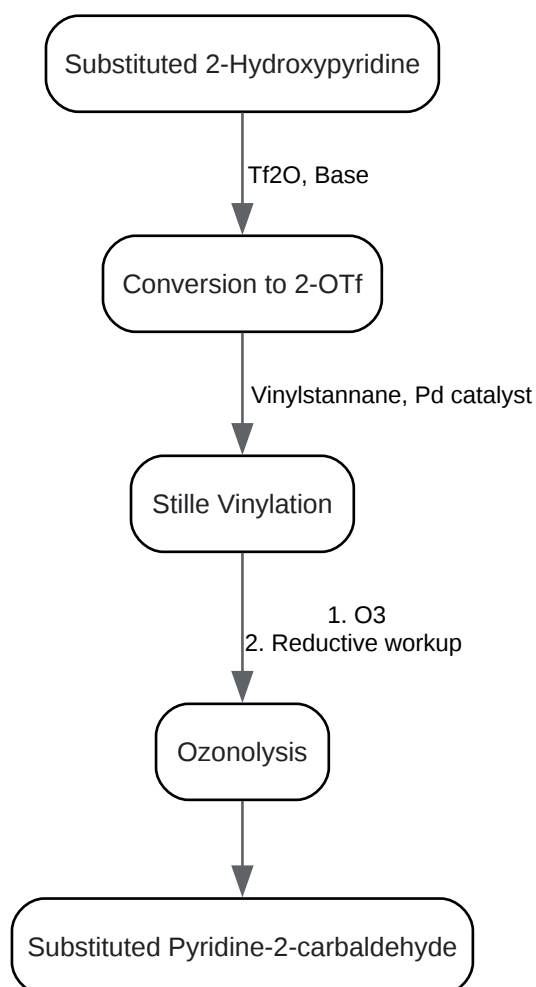 Substituted 2-Hydroxypyridine
Tf2O, Base
Conversion to 2-OTf
Vinylstannane, Pd catalyst
Stille Vinylation
1. O3
2. Reductive workup
Ozonolysis
Substituted Pyridine-2-carbaldehyde